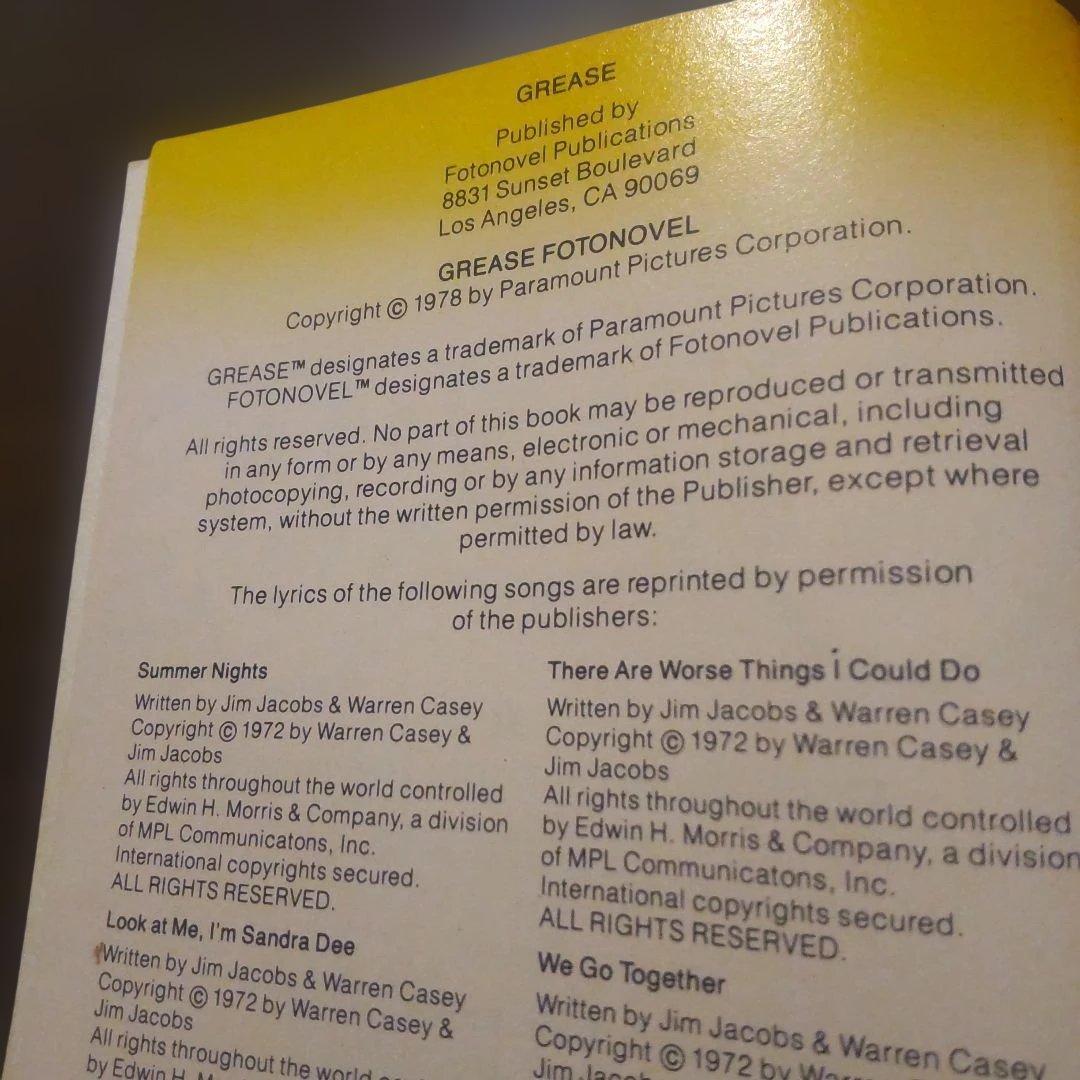 GREASE
Published by
Fotonovel Publications
8831 Sunset Boulevard
Los Angeles, CA 90069
GREASE FOTONOVEL
Copyright © 1978 by Paramount Pictures Corporation.
GREASE™ designates a trademark of Paramount Pictures Corporation.
FOTONOVEL™ designates a trademark of Fotonovel Publications.
All rights reserved. No part of this book may be reproduced or transmitted
in any form or by any means, electronic or mechanical, including
photocopying, recording or by any information storage and retrieval
system, without the written permission of the Publisher, except where
permitted by law.
The lyrics of the following songs are reprinted by permission
of the publishers:
Summer Nights
Written by Jim Jacobs & Warren Casey
Copyright © 1972 by Warren Casey &
Jim Jacobs
All rights throughout the world controlled
by Edwin H. Morris & Company, a division
of MPL Communicatons, Inc.
International copyrights secured.
ALL RIGHTS RESERVED.
Look at Me, I'm Sandra Dee
Written by Jim Jacobs & Warren Casey
Copyright © 1972 by Warren Casey &
Jim Jacobs
All rights throughout the world
by Edwin H.
There Are Worse Things I Could Do
Written by Jim Jacobs & Warren Casey
Copyright © 1972 by Warren Casey &
Jim Jacobs
All rights throughout the world controlled
by Edwin H. Morris & Company, a division
of MPL Communicatons, Inc.
International copyrights secured.
ALL RIGHTS RESERVED.
We Go Together
Written by Jim Jacobs & Warren Casey
Copyright © 1972 by Warren
Jim